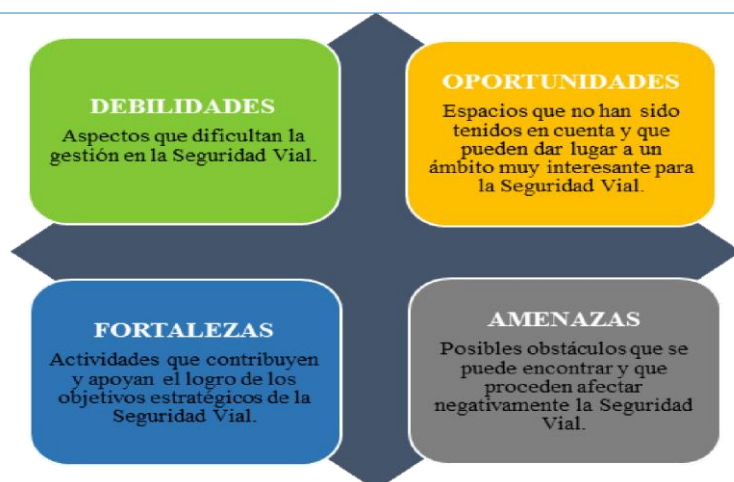 DEBILIDADES
Aspectos que dificultan la
gestión en la Seguridad Vial.
OPORTUNIDADES
Espacios que no han sido
tenidos en cuenta y que
pueden dar lugar a un
ámbito muy interesante para
la Seguridad Vial.
FORTALEZAS
Actividades que contribuyen
y apoyan el logro de los
objetivos estratégicos de la
Seguridad Vial.
AMENAZAS
Posibles obstáculos que se
puede encontrar y que
proceden afectar
negativamente la Seguridad
Vial.